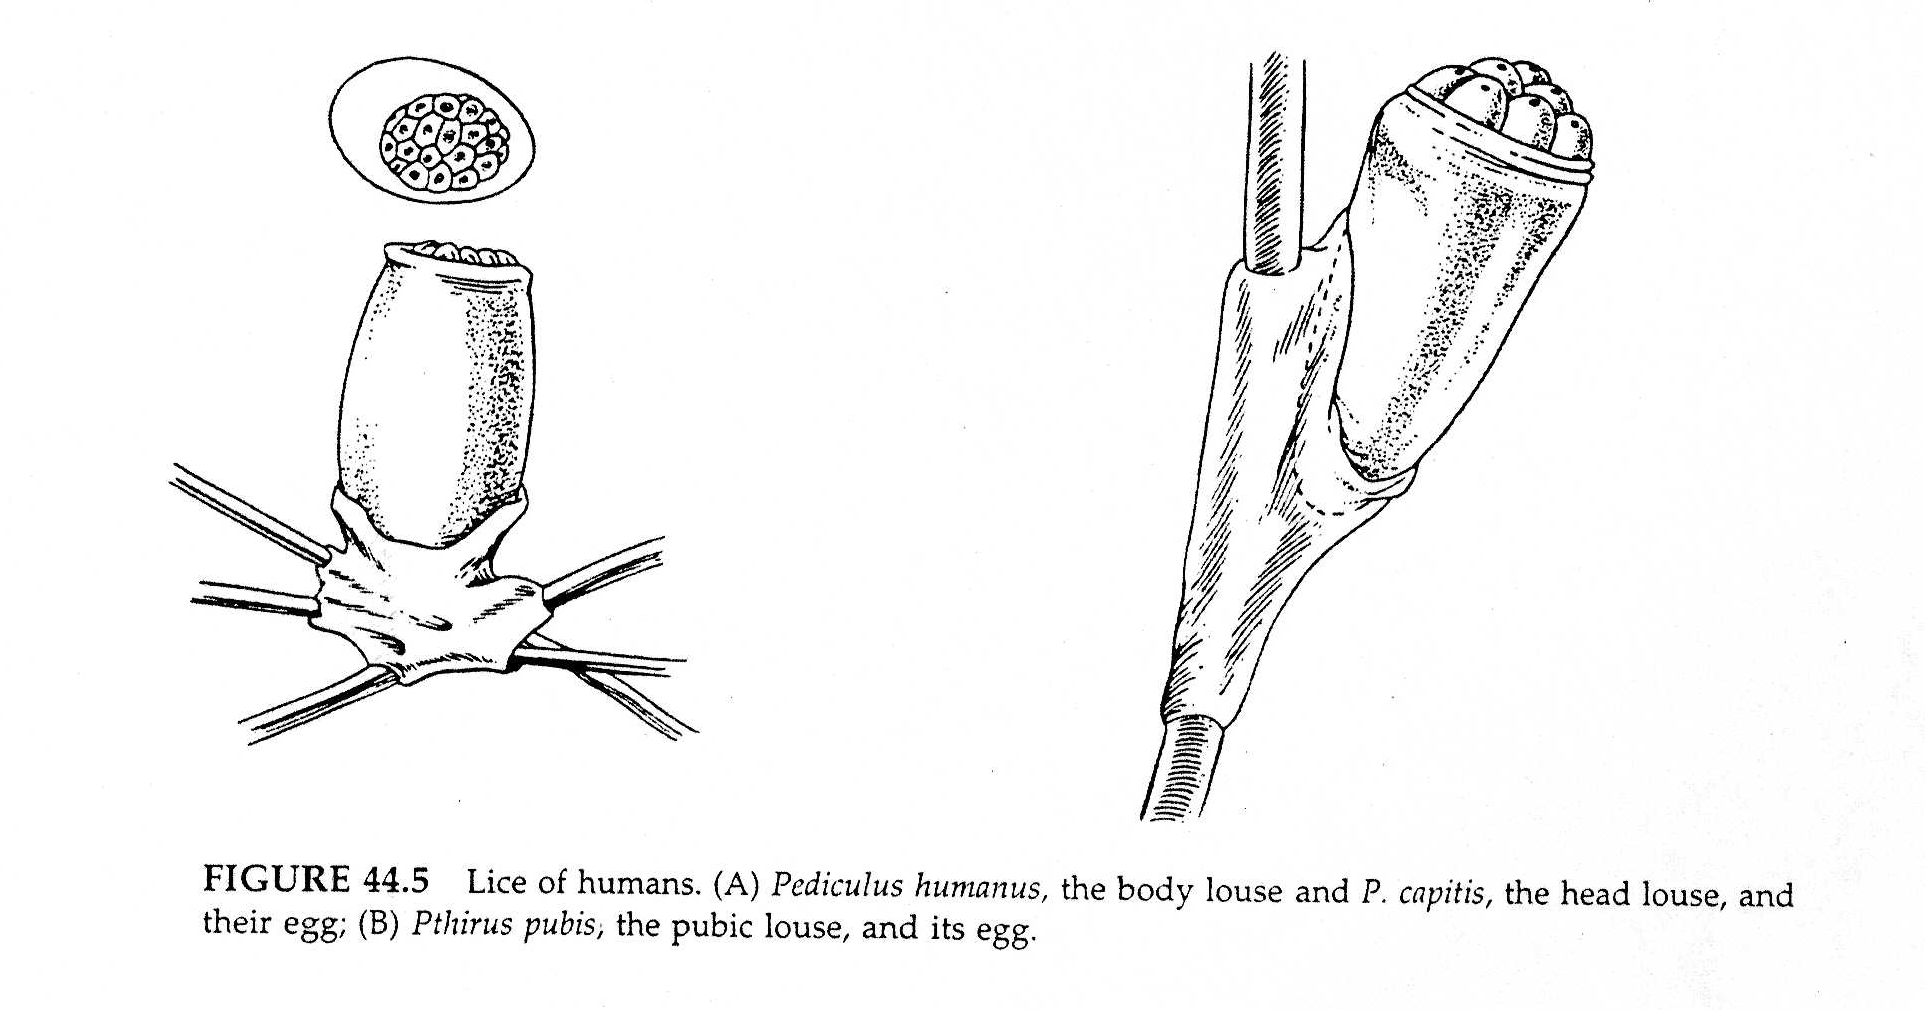 FIGURE 44.5 Lice of humans. (A) Pediculus humanus, the body louse and P. capitis, the head louse, and
their egg; (B) Pthirus pubis, the pubic louse, and its egg.